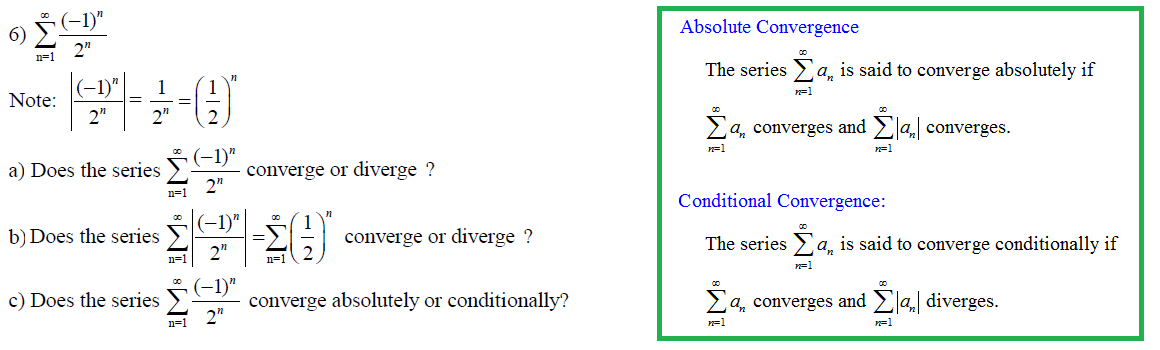 6) \sum_{n=1}^{\infty} \frac{(-1)^n}{2^n}
Note: \left|\frac{(-1)^n}{2^n}\right| = \frac{1}{2^n} = \left(\frac{1}{2}\right)^n
a) Does the series \sum_{n=1}^{\infty} \frac{(-1)^n}{2^n} converge or diverge ?
b) Does the series \sum_{n=1}^{\infty} \left|\frac{(-1)^n}{2^n}\right| = \sum_{n=1}^{\infty} \left(\frac{1}{2}\right)^n converge or diverge ?
c) Does the series \sum_{n=1}^{\infty} \frac{(-1)^n}{2^n} converge absolutely or conditionally?
Absolute Convergence
The series \sum_{n=1}^{\infty} a_n is said to converge absolutely if
\sum_{n=1}^{\infty} a_n converges and \sum_{n=1}^{\infty} |a_n| converges.
Conditional Convergence:
The series \sum_{n=1}^{\infty} a_n is said to converge conditionally if
\sum_{n=1}^{\infty} a_n converges and \sum_{n=1}^{\infty} |a_n| diverges.